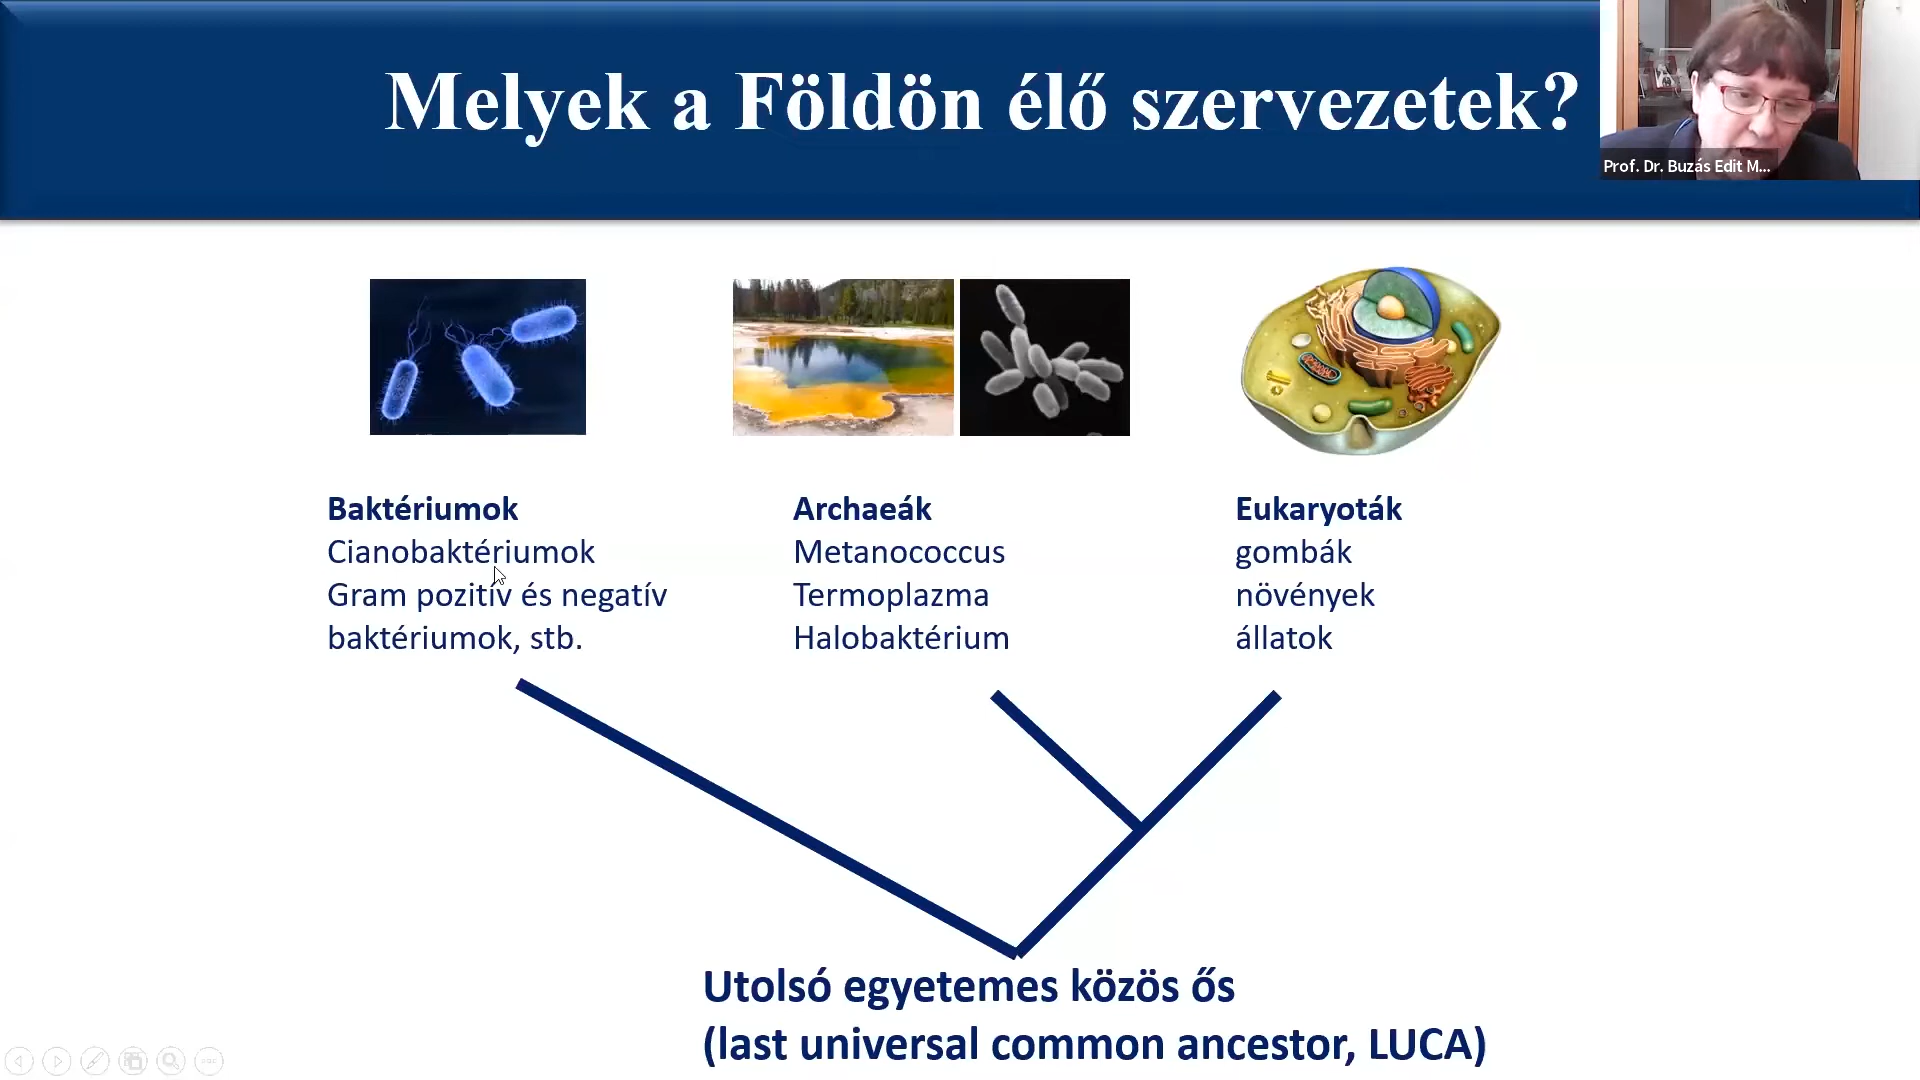 Melyek a Földön élő szervezetek?
Prof. Dr. Buzás Edit M...
Baktériumok
Cianobaktériumok
Gram pozitív és negatív
baktériumok, stb.
Archaeák
Metanococcus
Termoplazma
Halobaktérium
Eukaryoták
gombák
növények
állatok
Utolsó egyetemes közös ős
(last universal common ancestor, LUCA)